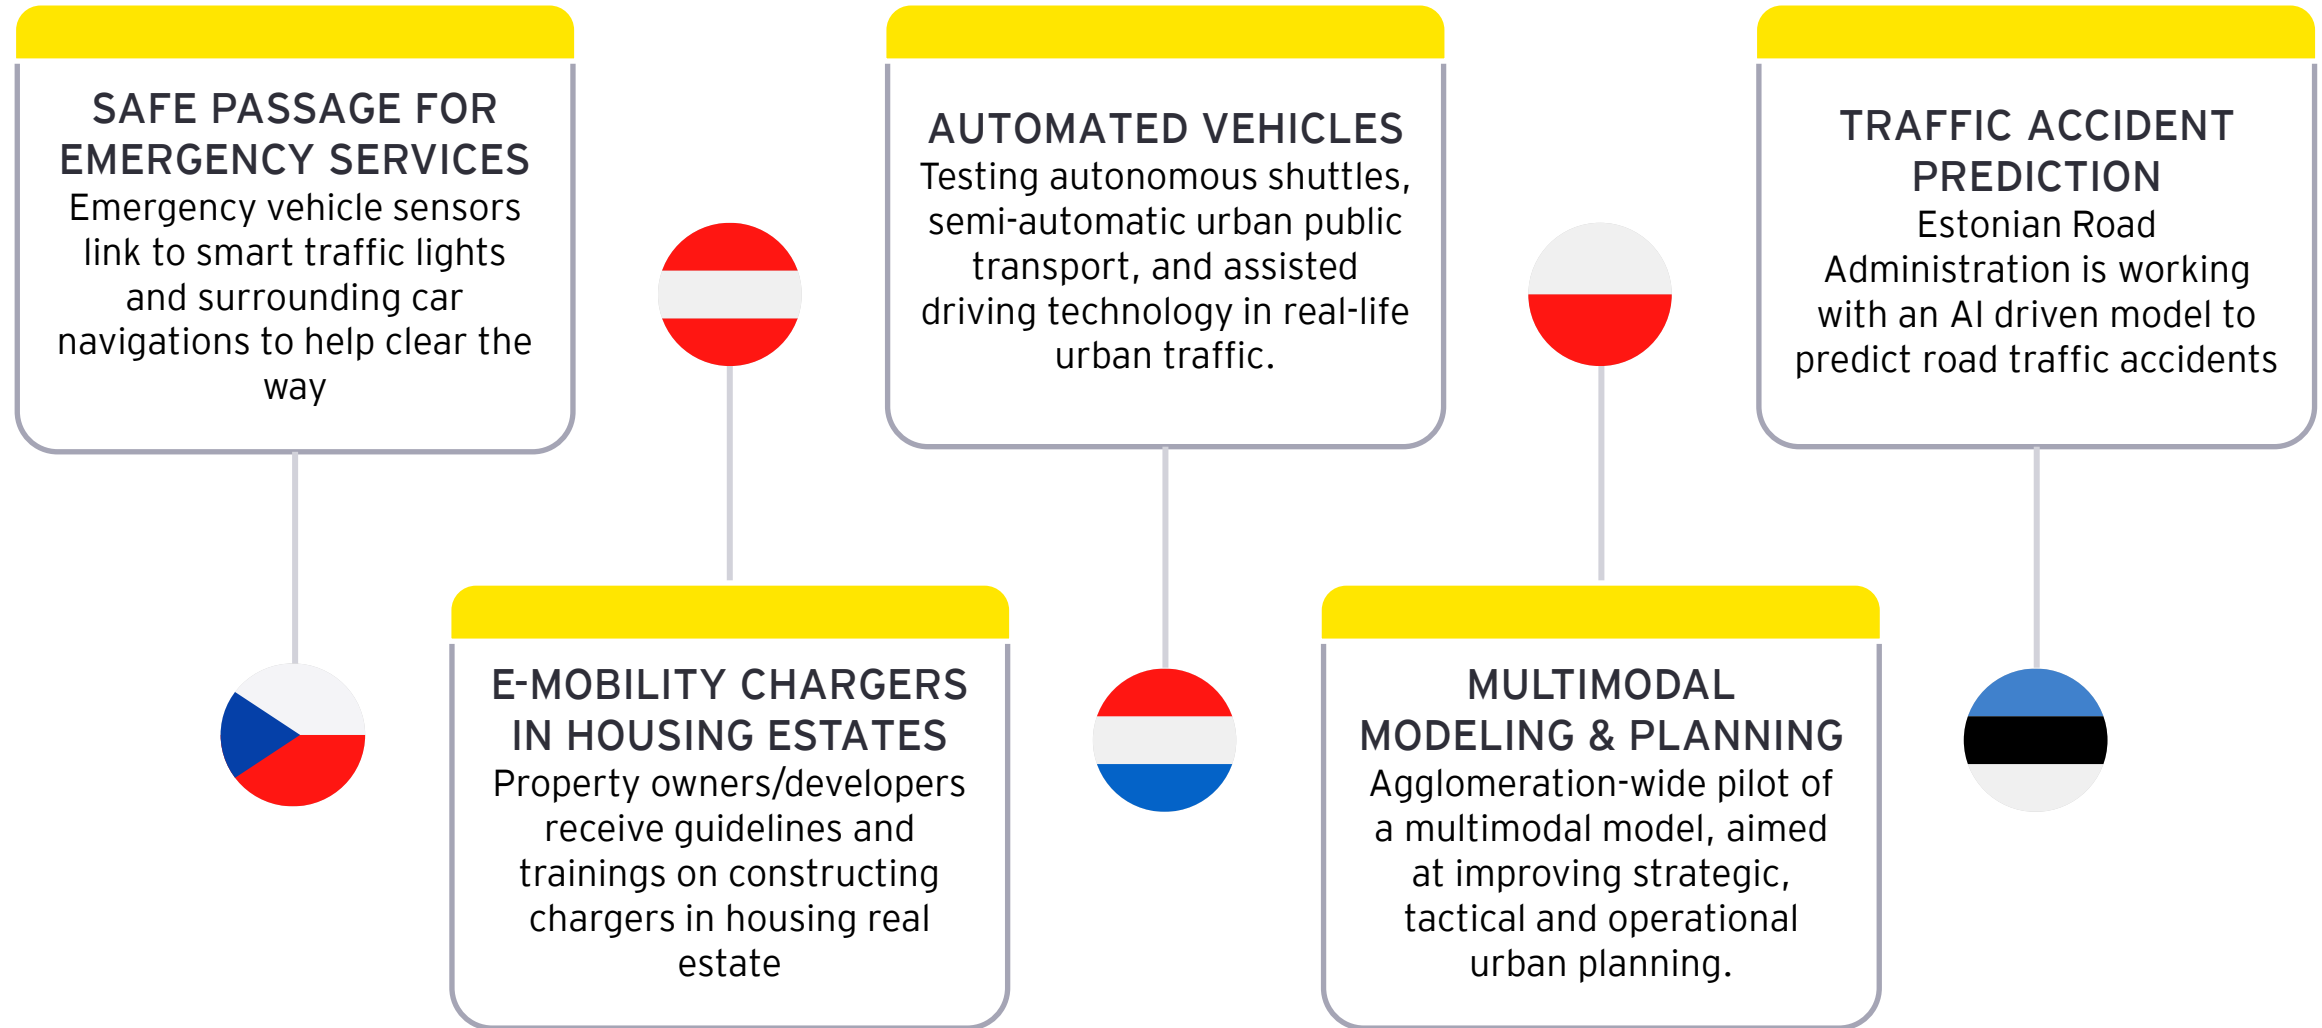 SAFE PASSAGE FOR
EMERGENCY SERVICES
Emergency vehicle sensors
link to smart traffic lights
and surrounding car
navigations to help clear the
way
E-MOBILITY CHARGERS
IN HOUSING ESTATES
Property owners/developers
receive guidelines and
trainings on constructing
chargers in housing real
estate
AUTOMATED VEHICLES
Testing autonomous shuttles,
semi-automatic urban public
transport, and assisted
driving technology in real-life
urban traffic.
MULTIMODAL
MODELING & PLANNING
Agglomeration-wide pilot of
a multimodal model, aimed
at improving strategic,
tactical and operational
urban planning.
TRAFFIC ACCIDENT
PREDICTION
Estonian Road
Administration is working
with an AI driven model to
predict road traffic accidents